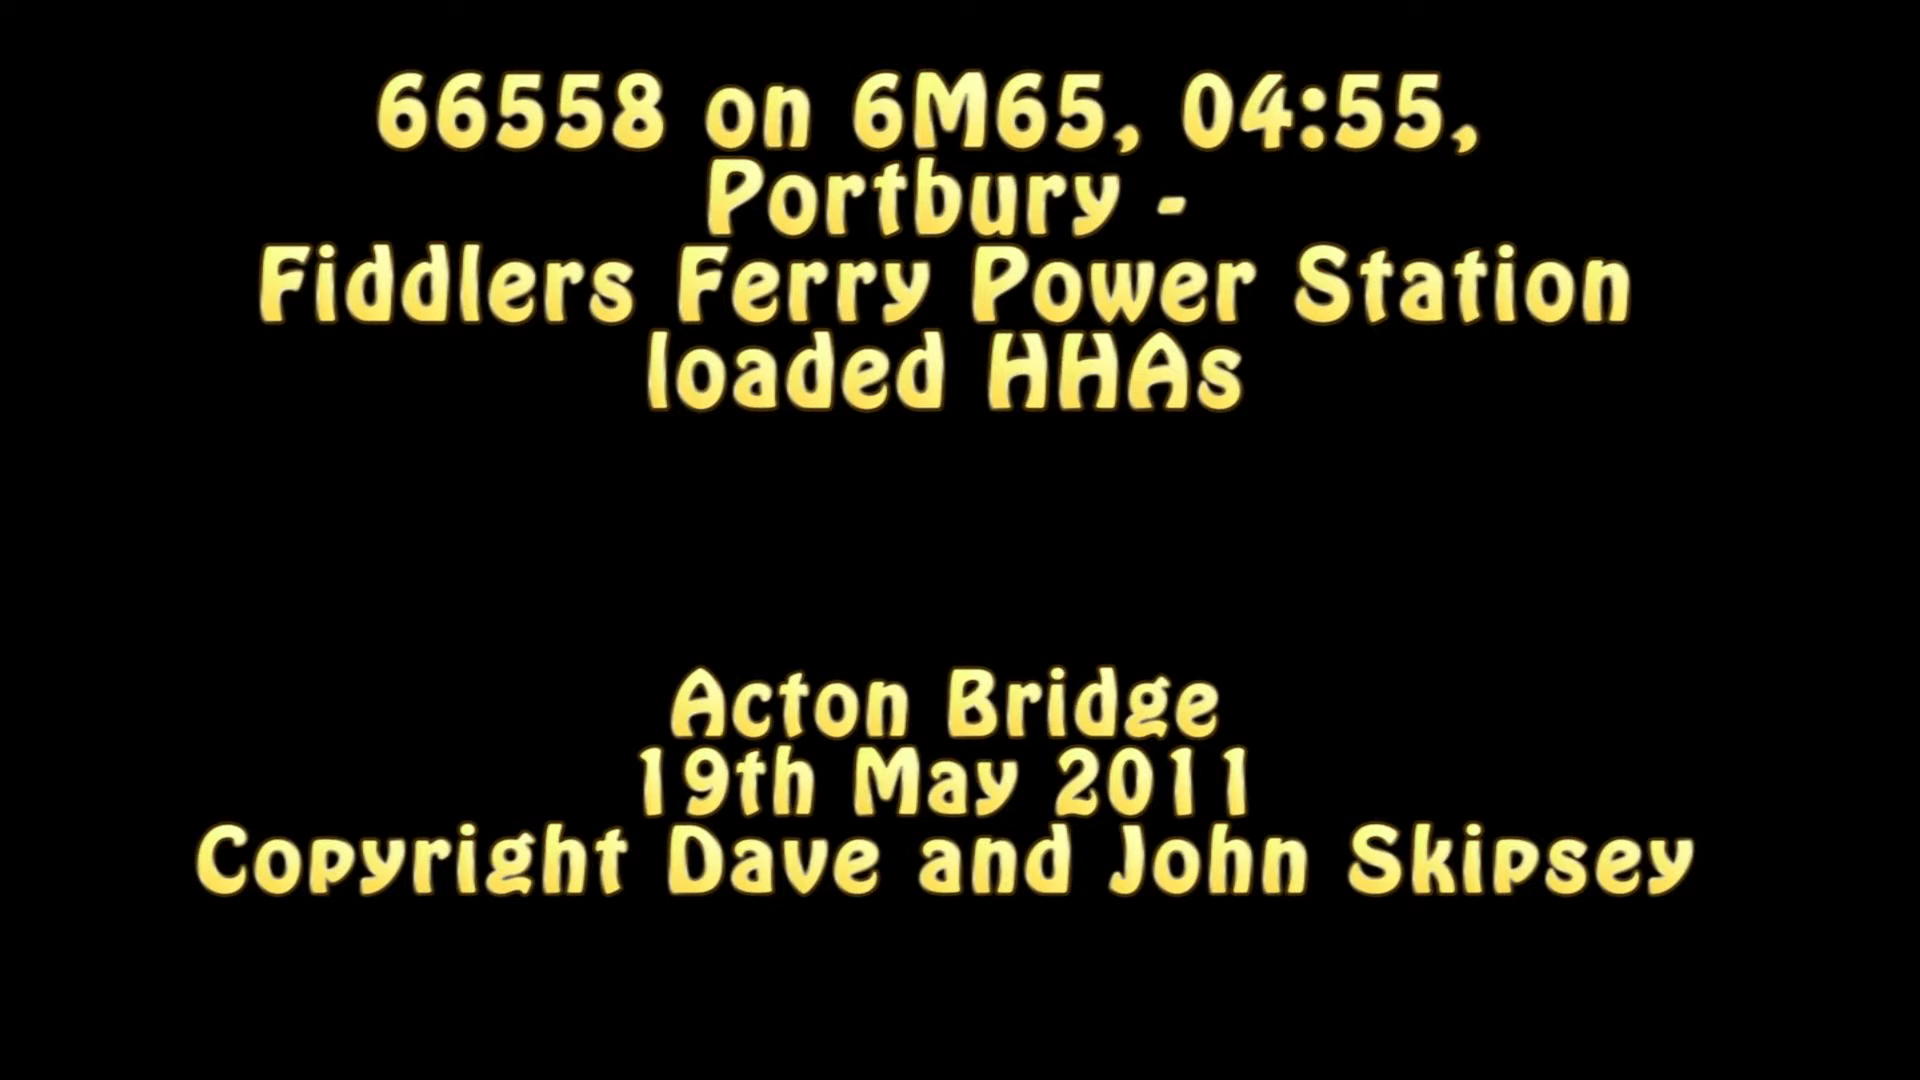 66558 on 6M65, 04:55,
Portbury -
Fiddlers Ferry Power Station
loaded HHAs
Acton Bridge
19th May 2011
Copyright Dave and John Skipsey